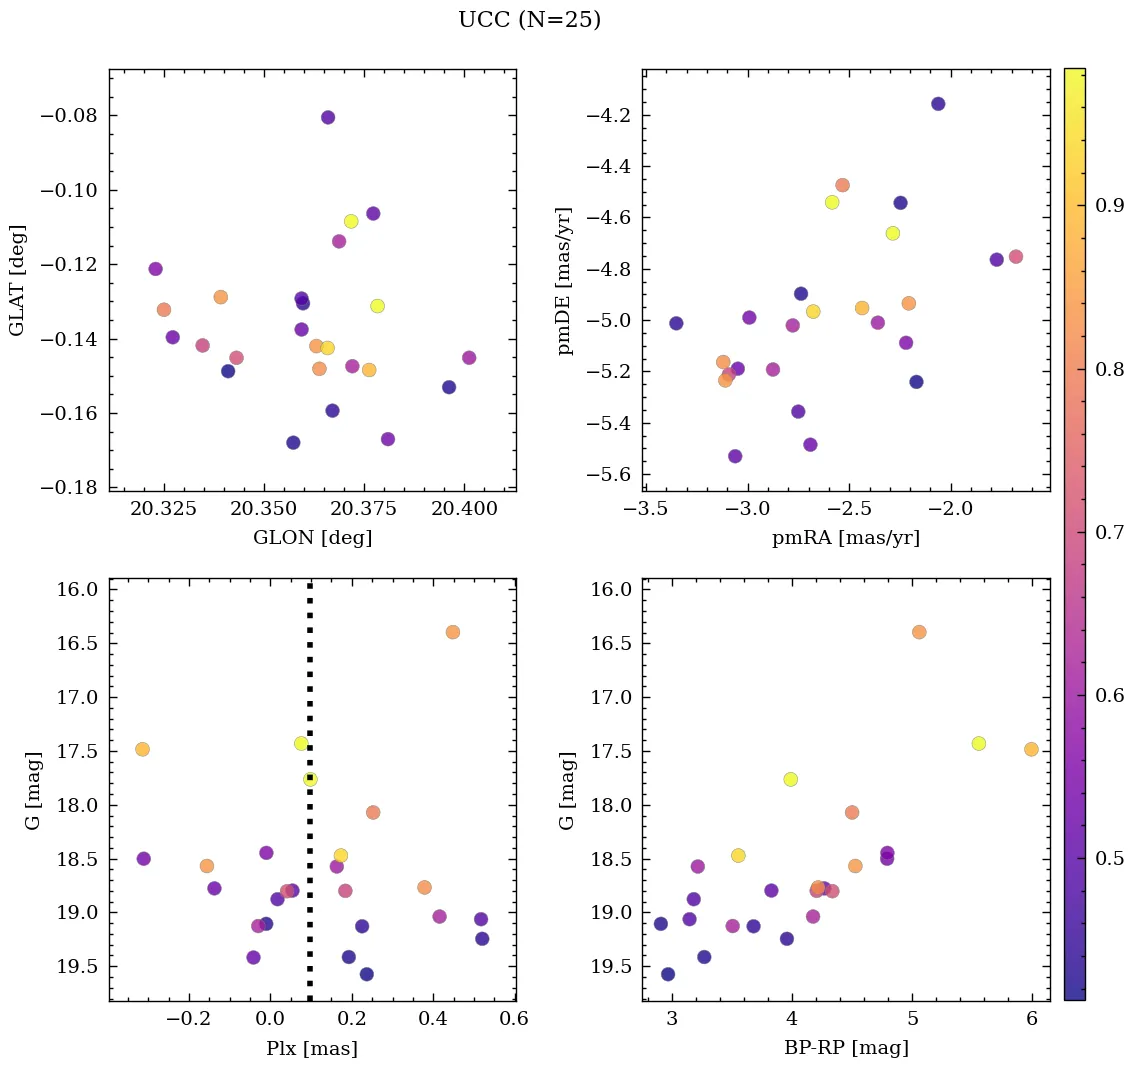 UCC (N=25)
−0.08
−0.10
−0.12
−0.14
−0.16
−0.18
GLAT [deg]
20.325 20.350 20.375 20.400
GLON [deg]
−4.2
−4.4
−4.6
−4.8
−5.0
−5.2
−5.4
−5.6
pmDE [mas/yr]
−3.5 −3.0 −2.5 −2.0
pmRA [mas/yr]
16.0
16.5
17.0
17.5
18.0
18.5
19.0
19.5
G [mag]
−0.2 0.0 0.2 0.4 0.6
Plx [mas]
16.0
16.5
17.0
17.5
18.0
18.5
19.0
19.5
G [mag]
3 4 5 6
BP-RP [mag]
0.9
0.8
0.7
0.6
0.5